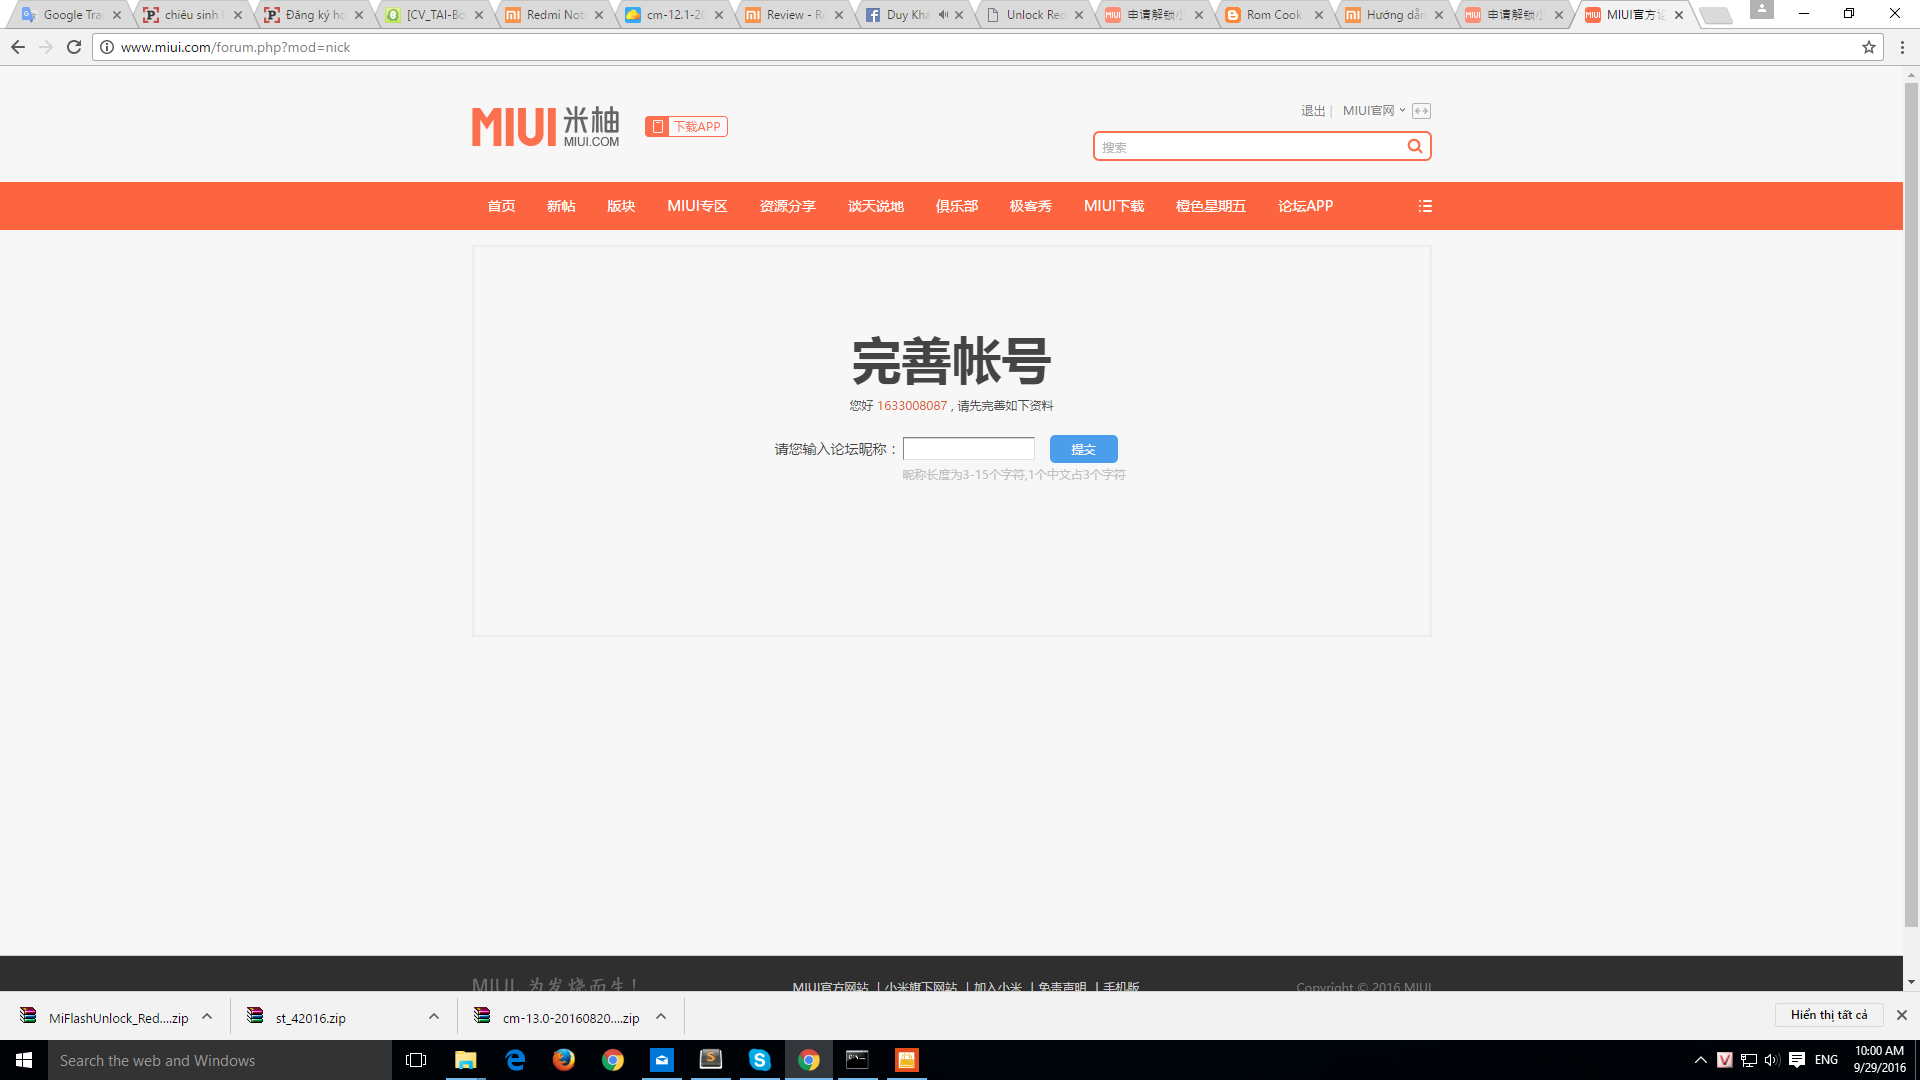 Google Tra
chiêu sinh
Đăng ký họ
[CV_TAI-Bo
Redmi Not
cm-12.1-20
Review - Ro
Duy Khá
Unlock Red
申请解锁小
Rom Cook
Hướng dẫn
申请解锁小
MIUI官方论
www.miui.com/forum.php?mod=nick
MIUI 米柚
MIUI.COM
下载APP
退出 | MIUI官网
搜索
首页 新帖 版块 MIUI专区 资源分享 谈天说地 俱乐部 极客秀 MIUI下载 橙色星期五 论坛APP
完善帐号
您好 1633008087 , 请先完善如下资料
请您输入论坛昵称： 提交
昵称长度为3-15个字符,1个中文占3个字符
MIUI, 为发烧而生!
MIUI官方网站 | 小米旗下网站 | 加入小米 | 免责声明 | 手机版
Copyright © 2016 MIUI
MiFlashUnlock_Red....zip
st_42016.zip
cm-13.0-20160820....zip
Hiển thị tất cả
Search the web and Windows
ENG
10:00 AM
9/29/2016